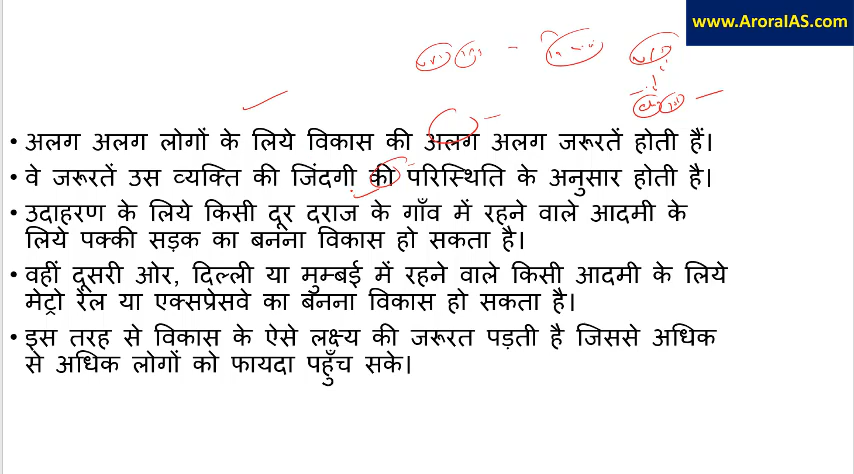 www.AroraIAS.com
• अलग अलग लोगों के लिये विकास की अलग अलग जरूरतें होती हैं।
• वे जरूरतें उस व्यक्ति की जिंदगी की परिस्थिति के अनुसार होती है।
• उदाहरण के लिये किसी दूर दराज के गाँव में रहने वाले आदमी के
लिये पक्की सड़क का बनना विकास हो सकता है।
• वहीं दूसरी ओर, दिल्ली या मुम्बई में रहने वाले किसी आदमी के लिये
मेट्रो रेल या एक्सप्रेसवे का बनना विकास हो सकता है।
• इस तरह से विकास के ऐसे लक्ष्य की जरूरत पड़ती है जिससे अधिक
से अधिक लोगों को फायदा पहुँच सके।